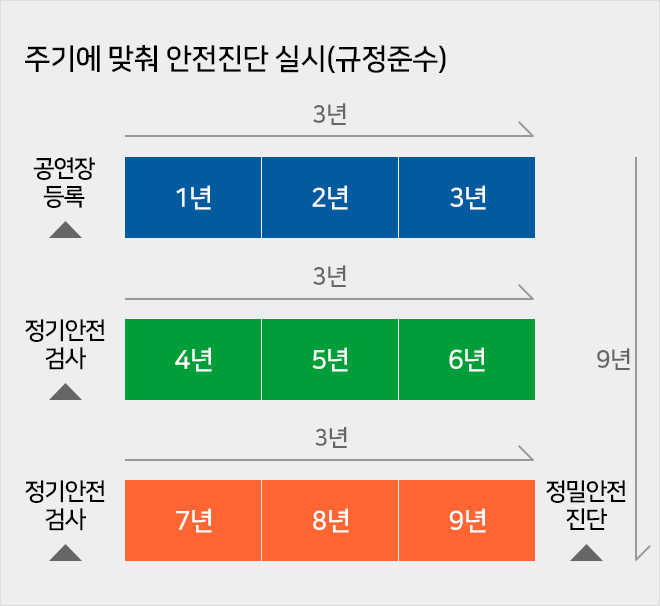 주기에 맞춰 안전진단 실시(규정준수)
3년
공연장
등록
1년 2년 3년
3년
정기안전
검사
4년 5년 6년
9년
3년
정기안전
검사
7년 8년 9년
정밀안전
진단